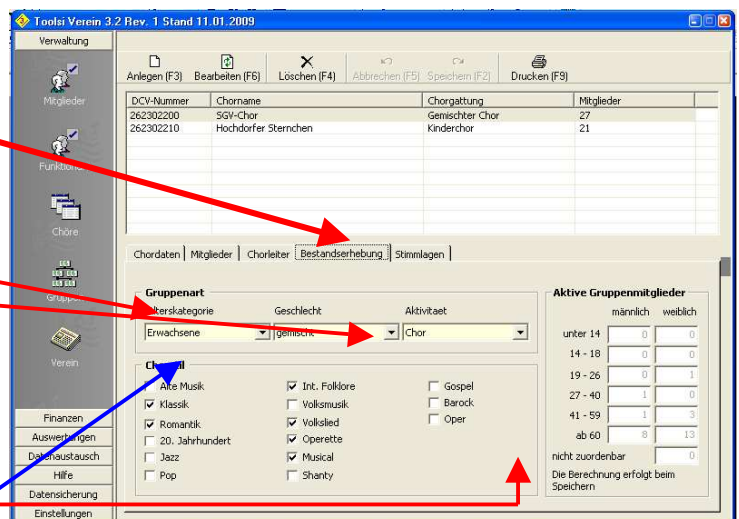 Toolsi Verein 3.2 Rev. 1 Stand 11.01.2009
Verwaltung
Mitglieder
Chöre
Verein
Finanzen
Auswertungen
Datenaustausch
Hilfe
Datensicherung
Einstellungen
Anlegen (F3) Bearbeiten (F6) Löschen (F4) Abbrechen (F5) Speichern (F2) Drucken (F9)
DCV-Nummer Chorname Chorgattung Mitglieder
262302200 SGV-Chor Gemischter Chor 27
262302210 Hochdorfer Sternchen Kinderchor 21
Chordaten Mitglieder Chorleiter Bestandserhebung Stimmlagen
Gruppenart
Geschlecht Aktivitaet
Erwachsene gemischt Chor
Alte Musik Int. Folklore Gospel
Klassik Volksmusik Barock
Romantik Volkslied Oper
20. Jahrhundert Operette
Jazz Musical
Pop Shanty
Aktive Gruppenmitglieder
männlich weiblich
unter 14 0 0
14 - 18 0 0
19 - 26 0 1
27 - 40 1 0
41 - 59 1 3
ab 60 8 13
nicht zuordenbar 0
Die Berechnung erfolgt beim
Speichern